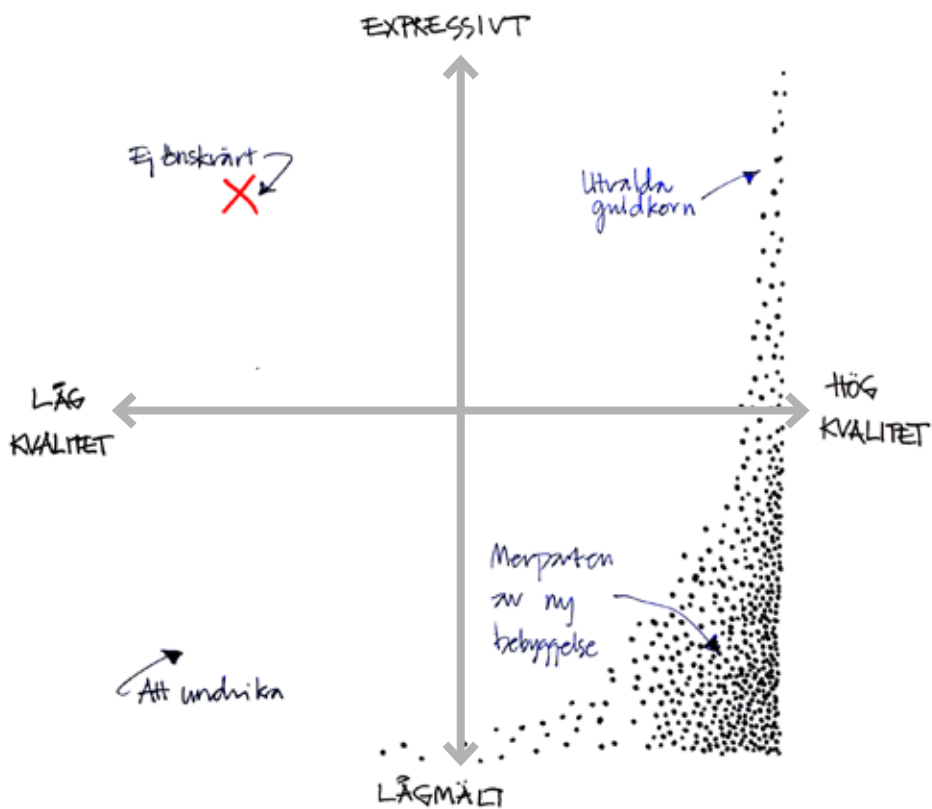 EXPRESSIVT
Ej önskvärt
Utvalda
guldkorn
LÅG
KVALITET
HÖG
KVALITET
Merparten
av ny
bebyggelse
Att undvika
LÅGMÄLT